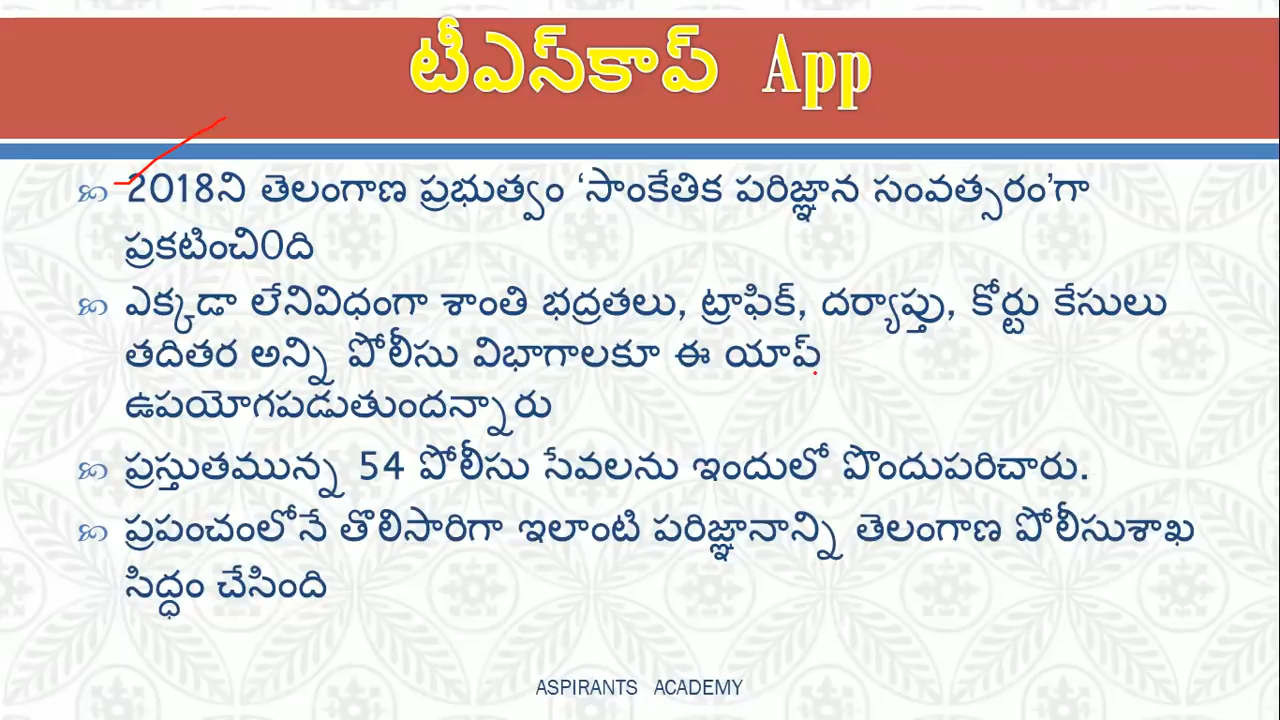 టీఎస్‌కాప్ App
2018ని తెలంగాణ ప్రభుత్వం ‘సాంకేతిక పరిజ్ఞాన సంవత్సరం’గా
ప్రకటించి0ది
ఎక్కడా లేనివిధంగా శాంతి భద్రతలు, ట్రాఫిక్, దర్యాప్తు, కోర్టు కేసులు
తదితర అన్ని పోలీసు విభాగాలకూ ఈ యాప్
ఉపయోగపడుతుందన్నారు
ప్రస్తుతమున్న 54 పోలీసు సేవలను ఇందులో పొందుపరిచారు.
ప్రపంచంలోనే తొలిసారిగా ఇలాంటి పరిజ్ఞానాన్ని తెలంగాణ పోలీసుశాఖ
సిద్ధం చేసింది
ASPIRANTS ACADEMY